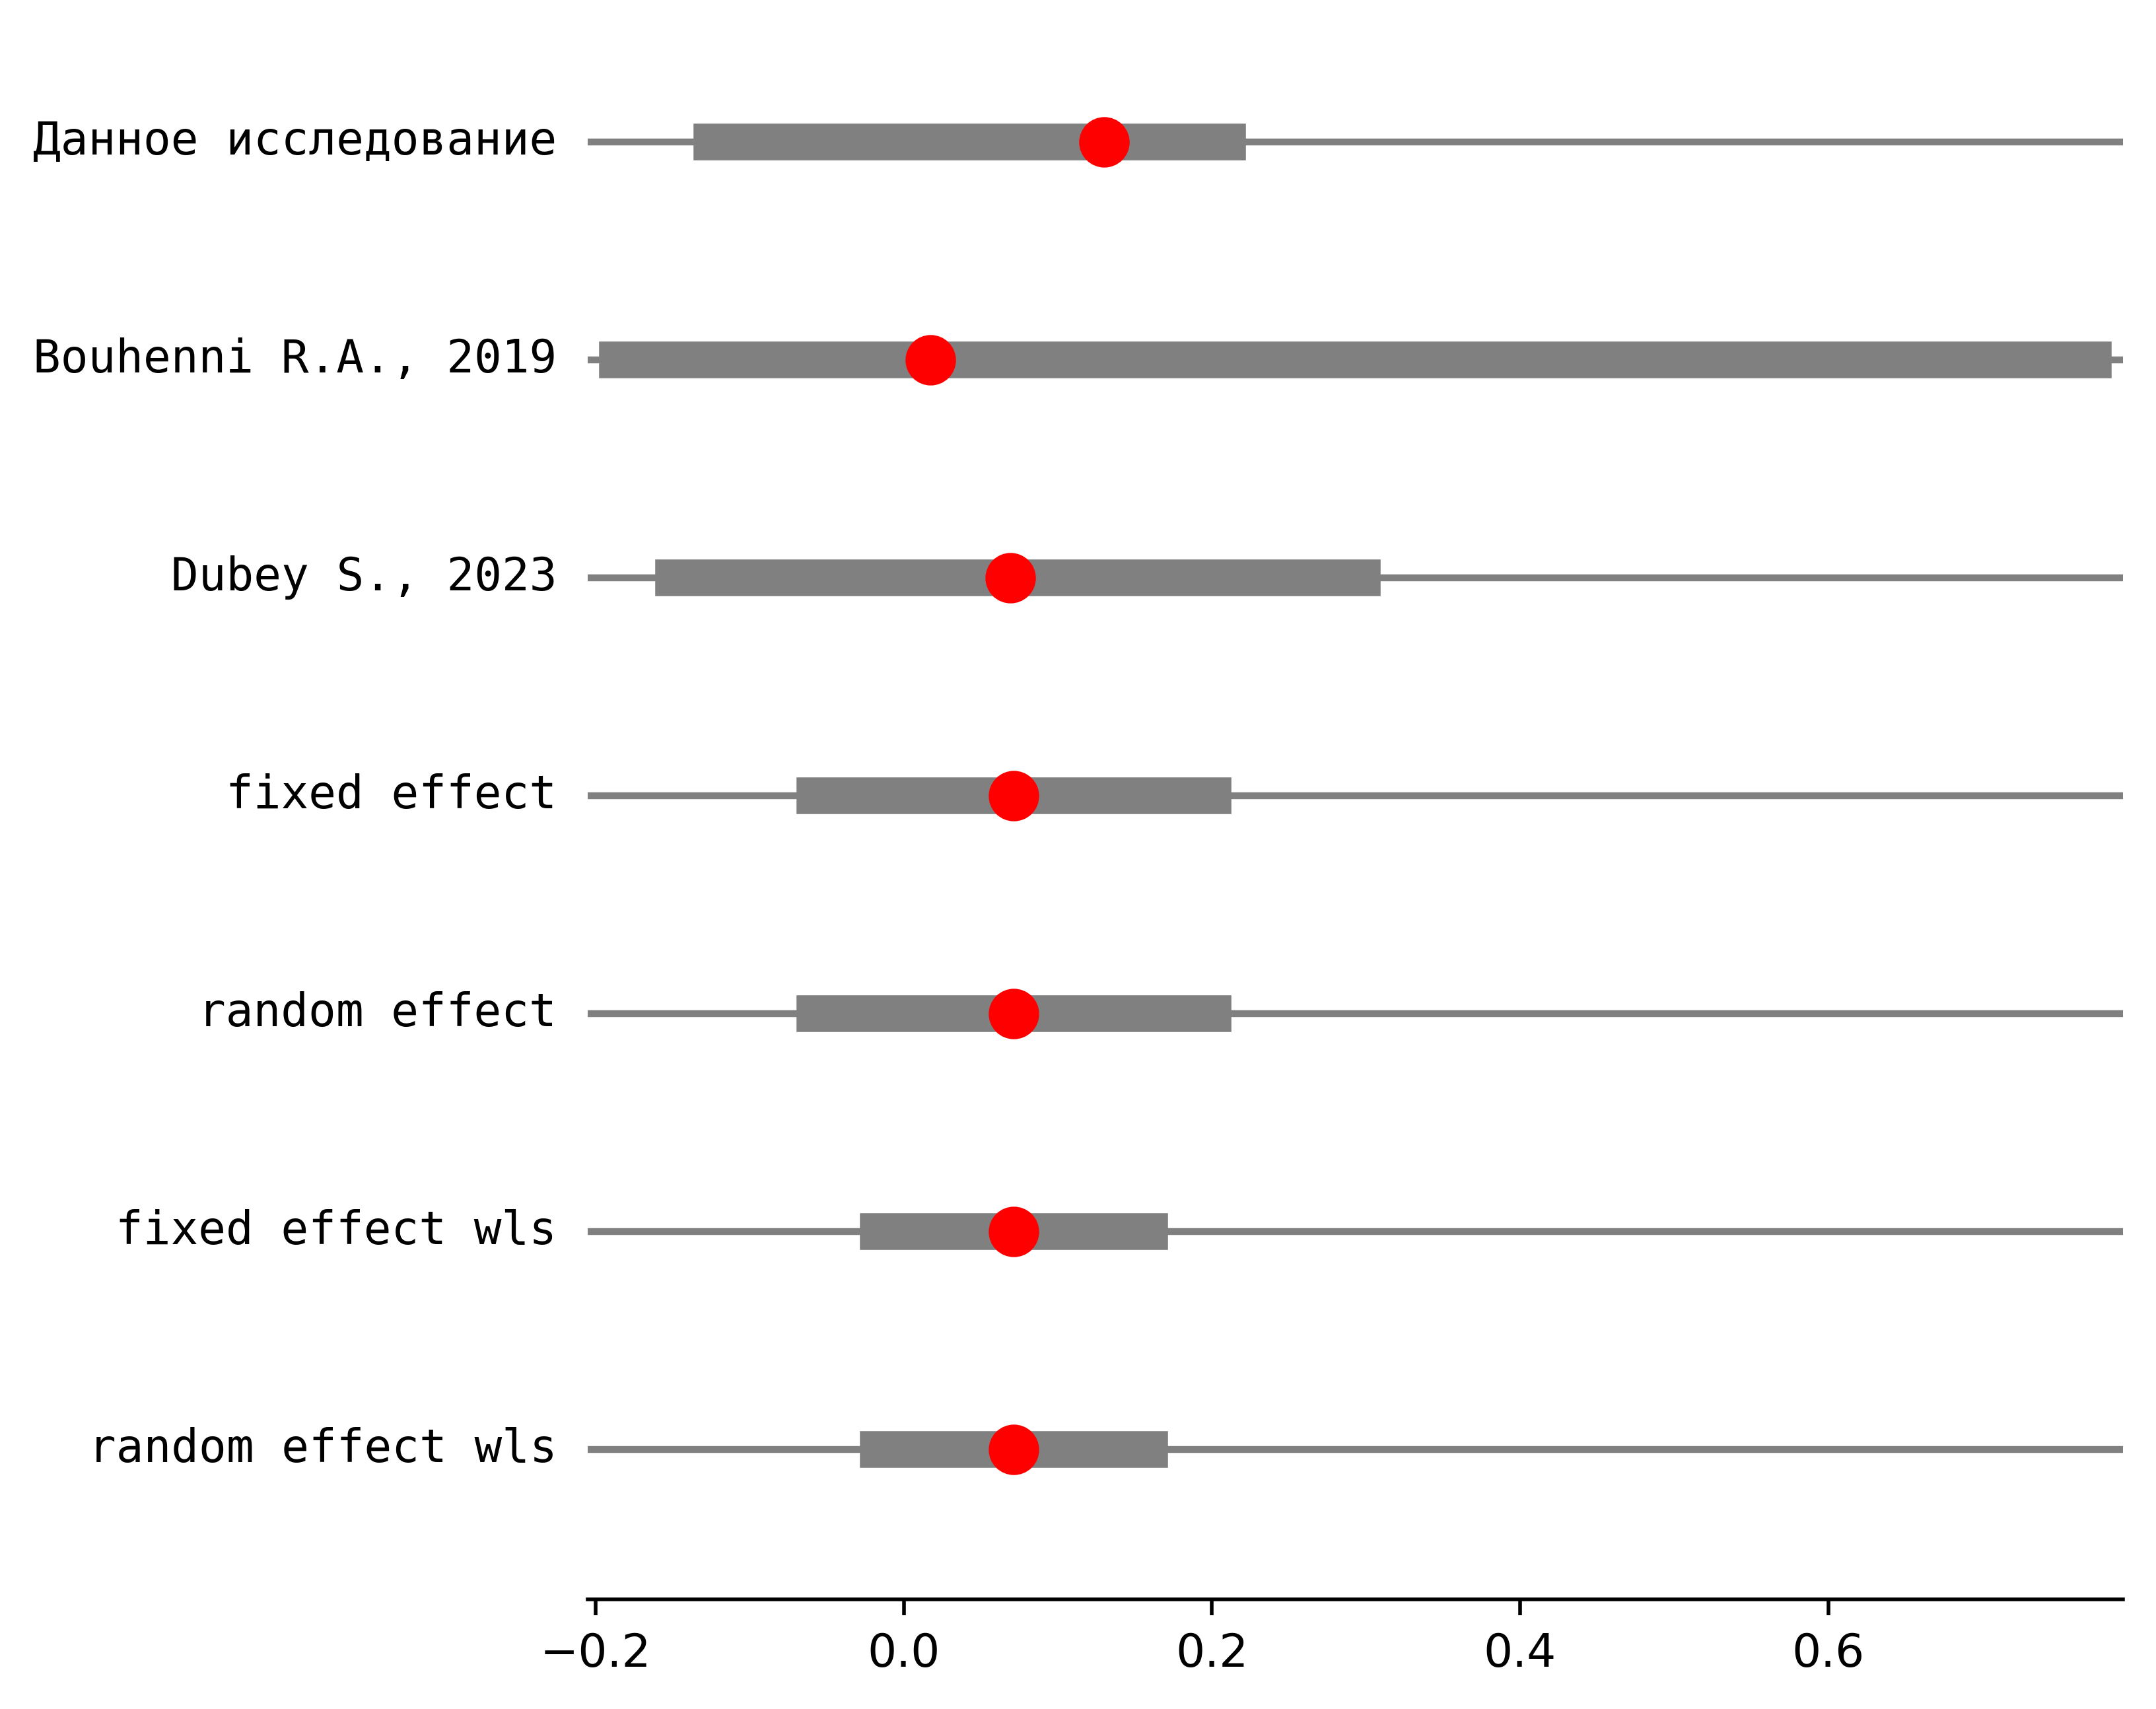 Данное исследование
Bouhenni R.A., 2019
Dubey S., 2023
fixed effect
random effect
fixed effect wls
random effect wls
−0.2 0.0 0.2 0.4 0.6